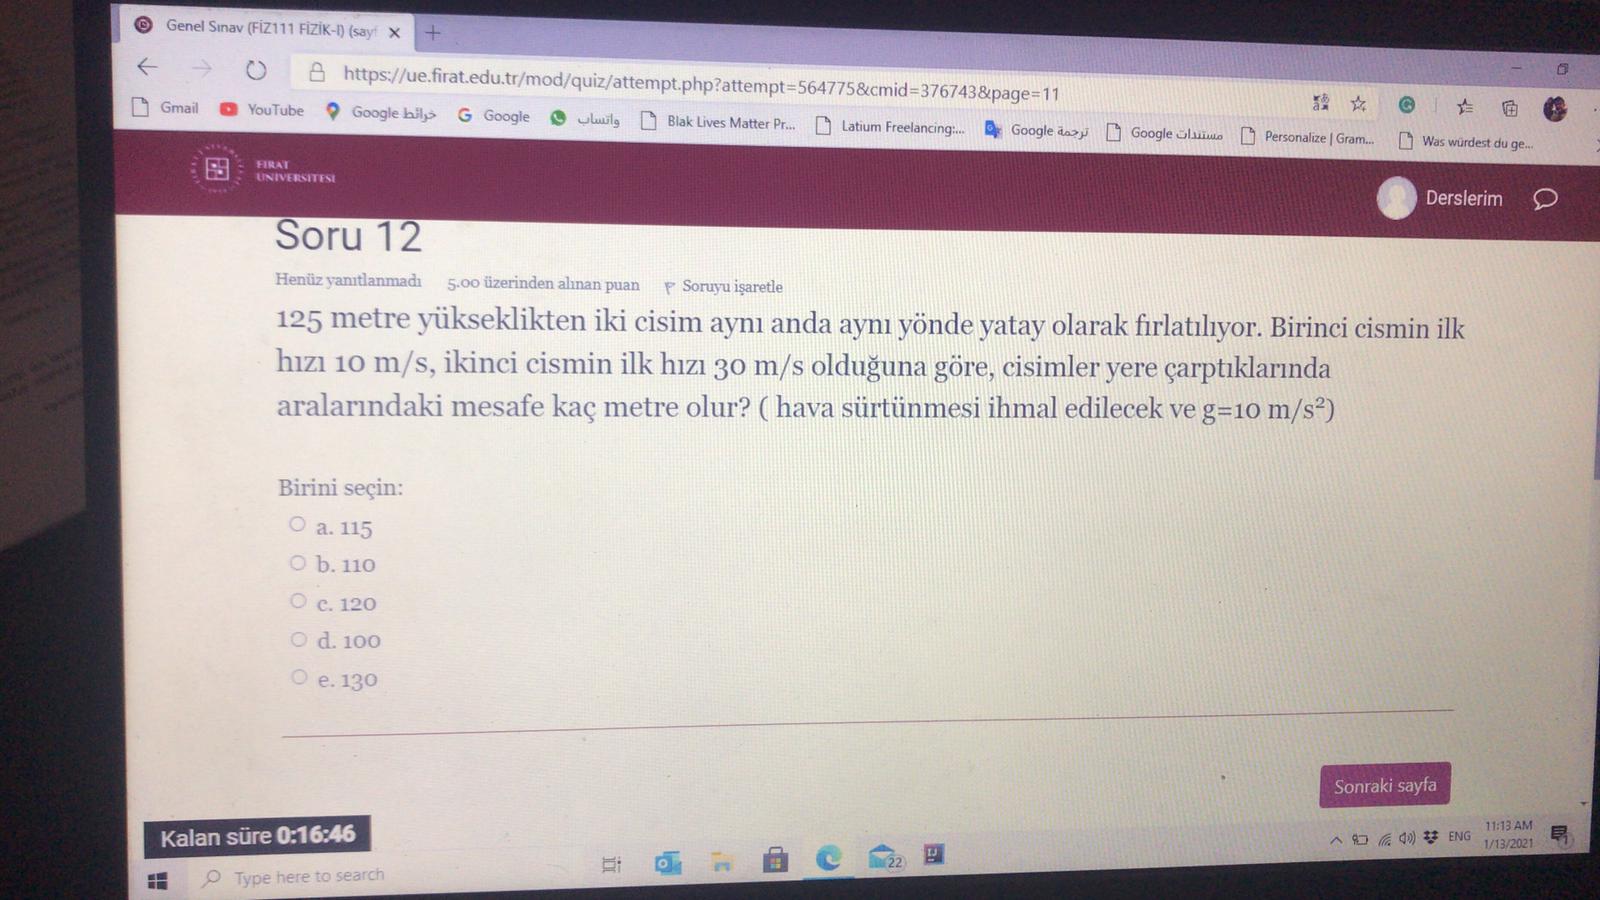 Genel Sınav (FİZ111 FİZİK-I) (sayf
https://ue.firat.edu.tr/mod/quiz/attempt.php?attempt=564775&cmid=376743&page=11
Gmail YouTube خرائط Google Google واتساب Blak Lives Matter Pr... Latium Freelancing:... ترجمة Google مستندات Google Personalize | Gram... Was würdest du ge...
FIRAT
ÜNİVERSİTESİ
Derslerim
Soru 12
Henüz yanıtlanmadı 5.00 üzerinden alınan puan Soruyu işaretle
125 metre yükseklikten iki cisim aynı anda aynı yönde yatay olarak fırlatılıyor. Birinci cismin ilk
hızı 10 m/s, ikinci cismin ilk hızı 30 m/s olduğuna göre, cisimler yere çarptıklarında
aralarındaki mesafe kaç metre olur? ( hava sürtünmesi ihmal edilecek ve g=10 m/s²)
Birini seçin:
a. 115
b. 110
c. 120
d. 100
e. 130
Sonraki sayfa
Kalan süre 0:16:46
Type here to search
22
ENG
11:13 AM
1/13/2021